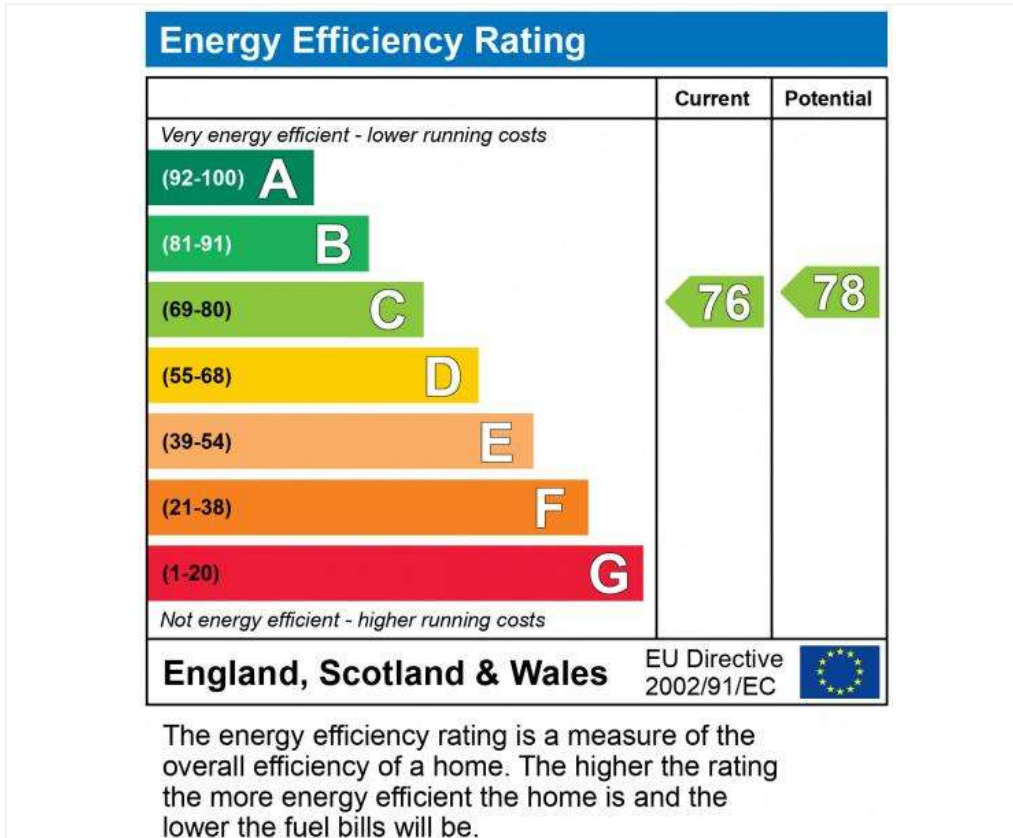 Energy Efficiency Rating
Current Potential
Very energy efficient - lower running costs
(92-100) A
(81-91) B
(69-80) C 76 78
(55-68) D
(39-54) E
(21-38) F
(1-20) G
Not energy efficient - higher running costs
England, Scotland & Wales
EU Directive
2002/91/EC
The energy efficiency rating is a measure of the
overall efficiency of a home. The higher the rating
the more energy efficient the home is and the
lower the fuel bills will be.